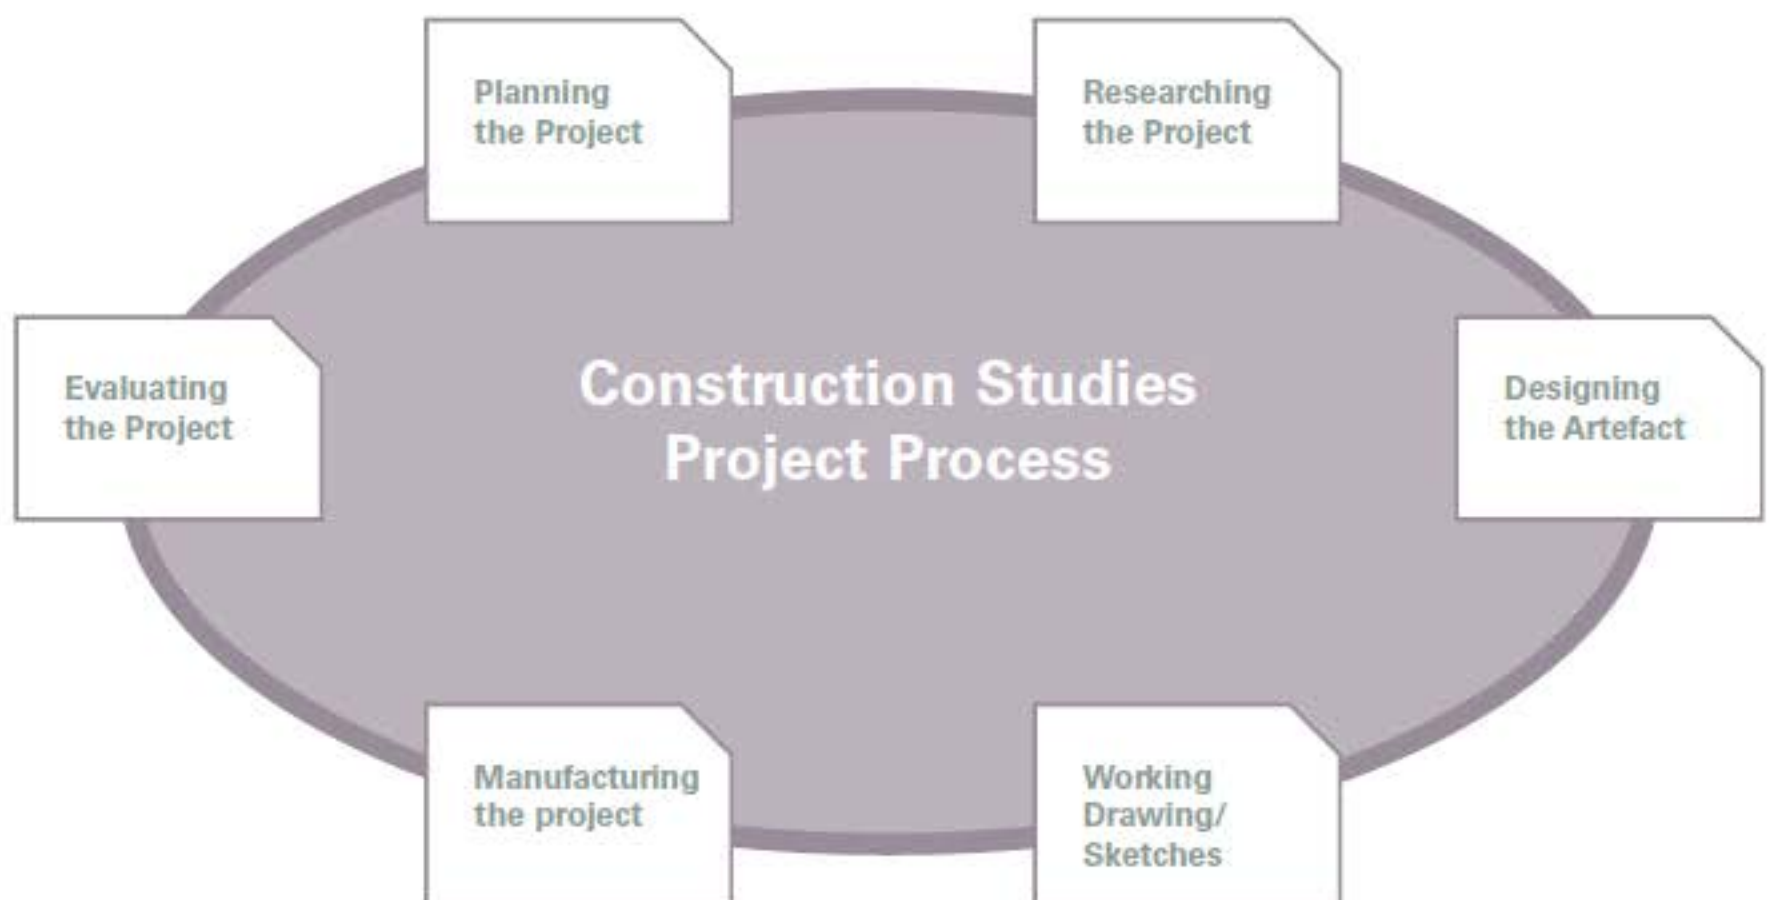 Planning
the Project
Researching
the Project
Evaluating
the Project
Construction Studies
Project Process
Designing
the Artefact
Manufacturing
the project
Working
Drawing/
Sketches